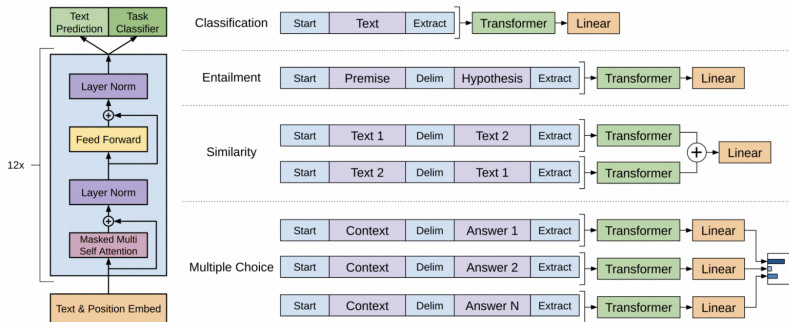 Text Prediction
Task Classifier
12x
Layer Norm
Feed Forward
Layer Norm
Masked Multi
Self Attention
Text & Position Embed
Classification Start Text Extract Transformer Linear
Entailment Start Premise Delim Hypothesis Extract Transformer Linear
Similarity
Start Text 1 Delim Text 2 Extract Transformer
Linear
Start Text 2 Delim Text 1 Extract Transformer
Multiple Choice
Start Context Delim Answer 1 Extract Transformer Linear
Start Context Delim Answer 2 Extract Transformer Linear
Start Context Delim Answer N Extract Transformer Linear